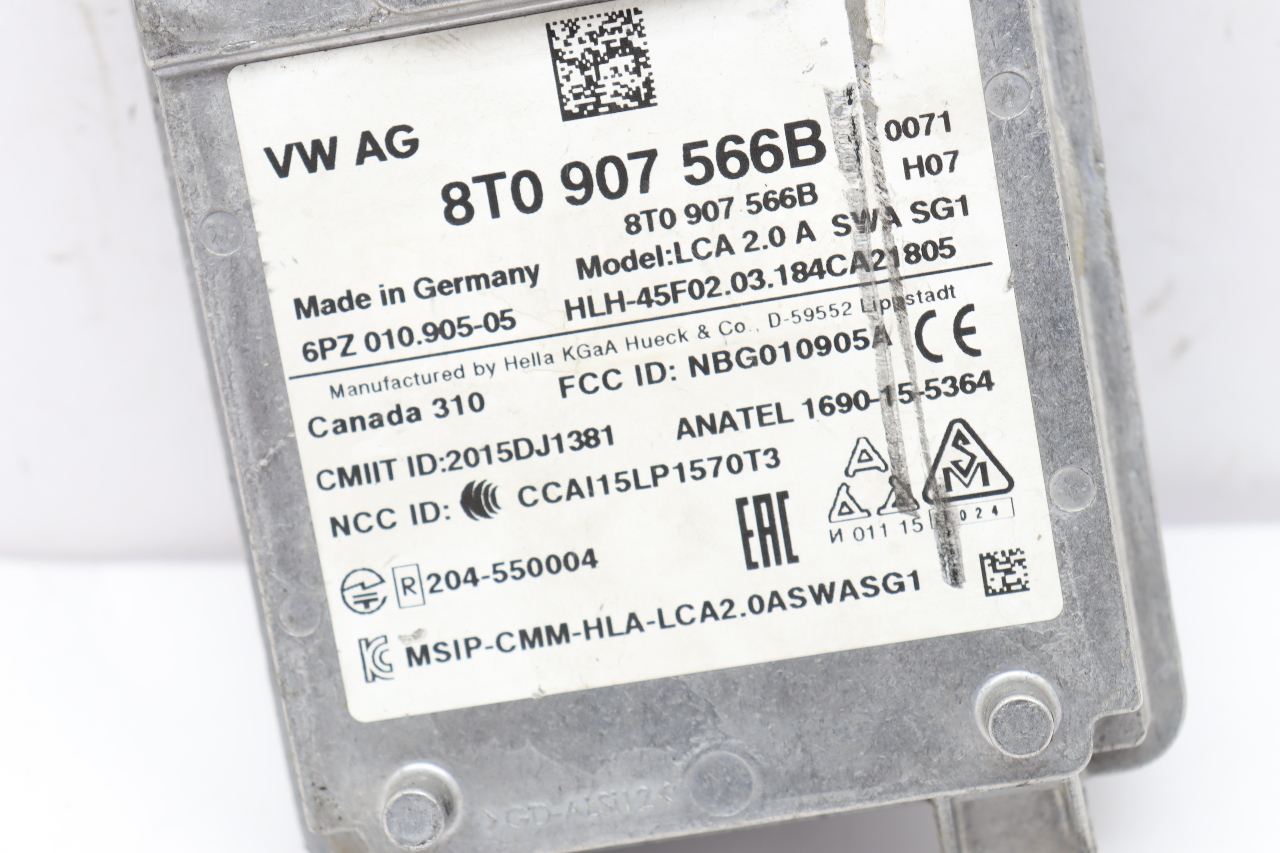 VW AG
8T0 907 566B 0071
8T0 907 566B H07
Made in Germany Model:LCA 2.0 A SWA SG1
6PZ 010.905-05 HLH-45F02.03.184CA21805
Manufactured by Hella KGaA Hueck & Co., D-59552 Lippstadt
Canada 310 FCC ID: NBG010905A CE
CMIIT ID:2015DJ1381 ANATEL 1690-15-5364
NCC ID: CCAI15LP1570T3
R 204-550004 EAC И 011 15 024
MSIP-CMM-HLA-LCA2.0ASWASG1